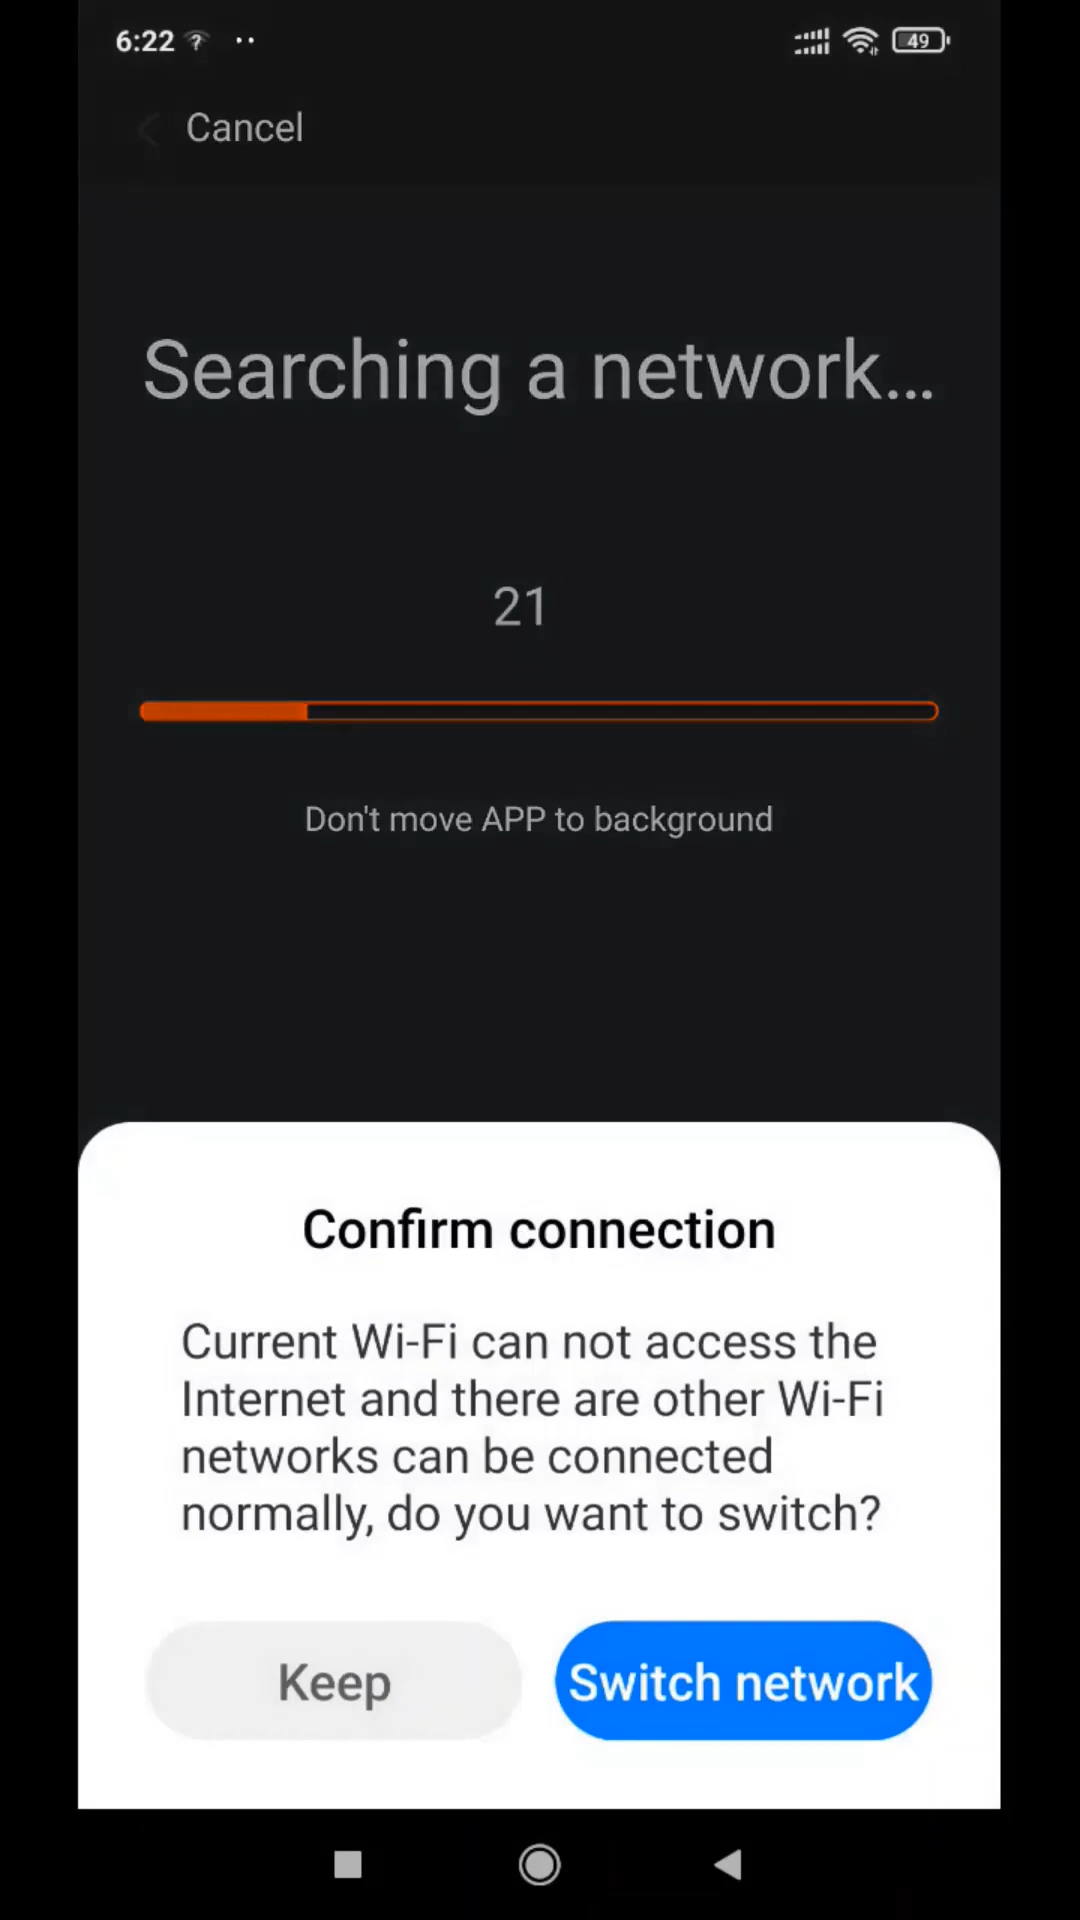 6:22
49
Cancel
Searching a network...
21
Don't move APP to background
Confirm connection
Current Wi-Fi can not access the
Internet and there are other Wi-Fi
networks can be connected
normally, do you want to switch?
Keep
Switch network